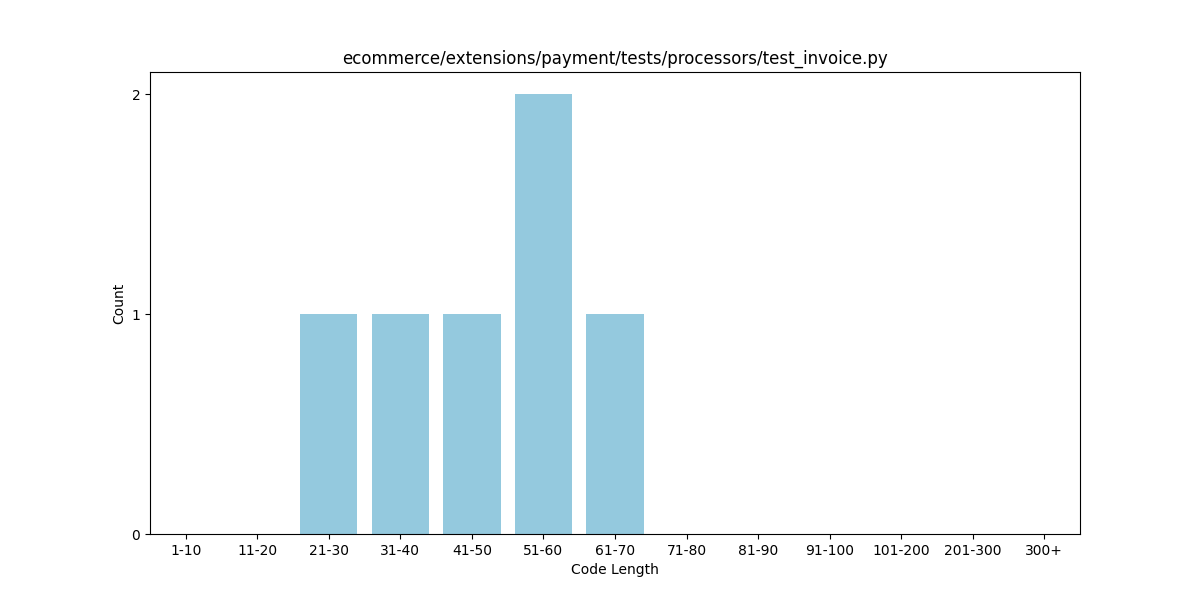 ecommerce/extensions/payment/tests/processors/test_invoice.py
Count
2
1
0
1-10 11-20 21-30 31-40 41-50 51-60 61-70 71-80 81-90 91-100 101-200 201-300 300+
Code Length